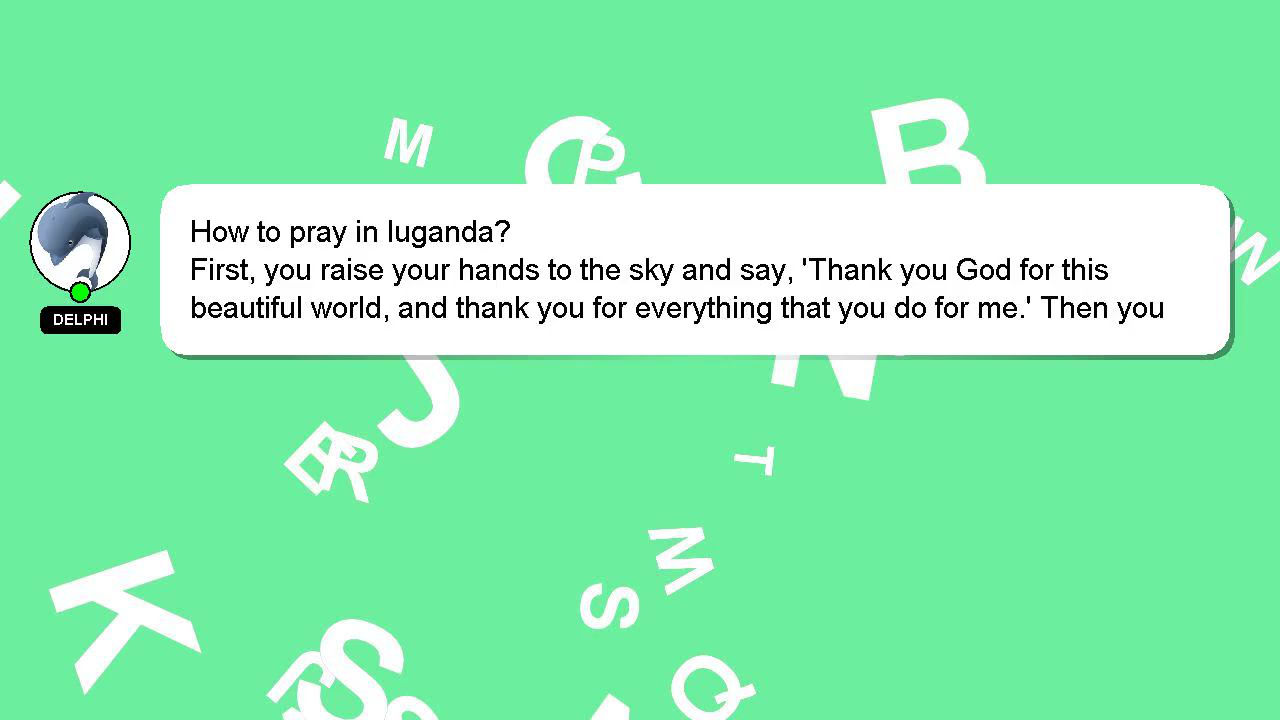 How to pray in luganda?
First, you raise your hands to the sky and say, 'Thank you God for this
beautiful world, and thank you for everything that you do for me.' Then you
DELPHI
M
C
P
B
W
J
N
R
T
K
M
S
S
Q